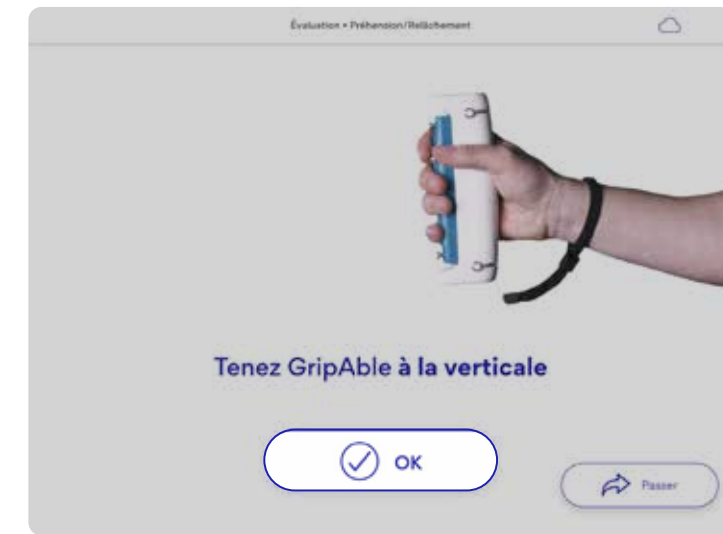 Évaluation • Préhension/Relâchement
Tenez GripAble à la verticale
OK
Passer